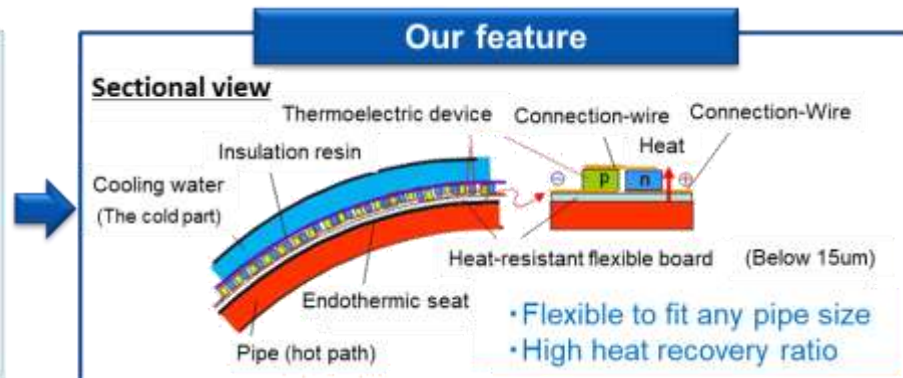 Our feature
Sectional view
Thermoelectric device
Connection-wire
Connection-Wire
Insulation resin
Heat
Cooling water
(The cold part)
⊖
p
n
⊕
Heat-resistant flexible board (Below 15um)
Endothermic seat
Pipe (hot path)
・Flexible to fit any pipe size
・High heat recovery ratio